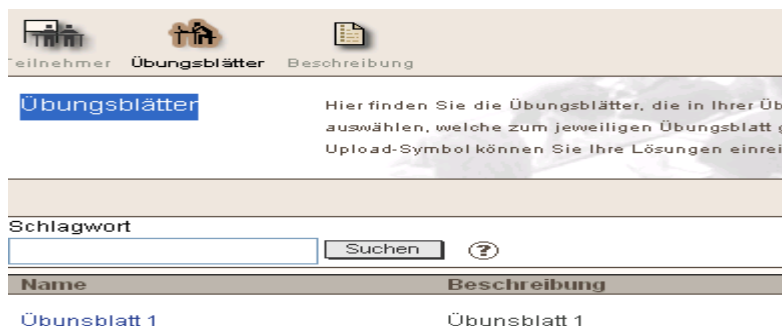 eilnehmer Übungsblätter Beschreibung
Übungsblätter
Hier finden Sie die Übungsblätter, die in Ihrer Üb
auswählen, welche zum jeweiligen Übungsblatt g
Upload-Symbol können Sie Ihre Lösungen einrei
Schlagwort
Suchen ?
Name Beschreibung
Übunsblatt 1 Übunsblatt 1